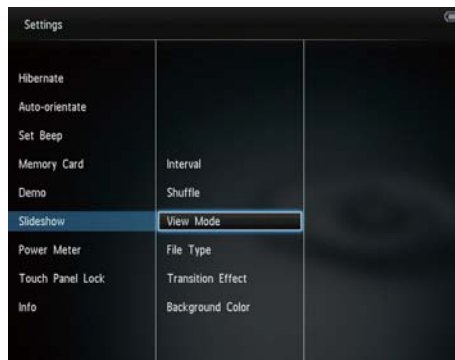 Settings
Hibernate
Auto-orientate
Set Beep
Memory Card
Demo
Slideshow
Power Meter
Touch Panel Lock
Info
Interval
Shuffle
View Mode
File Type
Transition Effect
Background Color